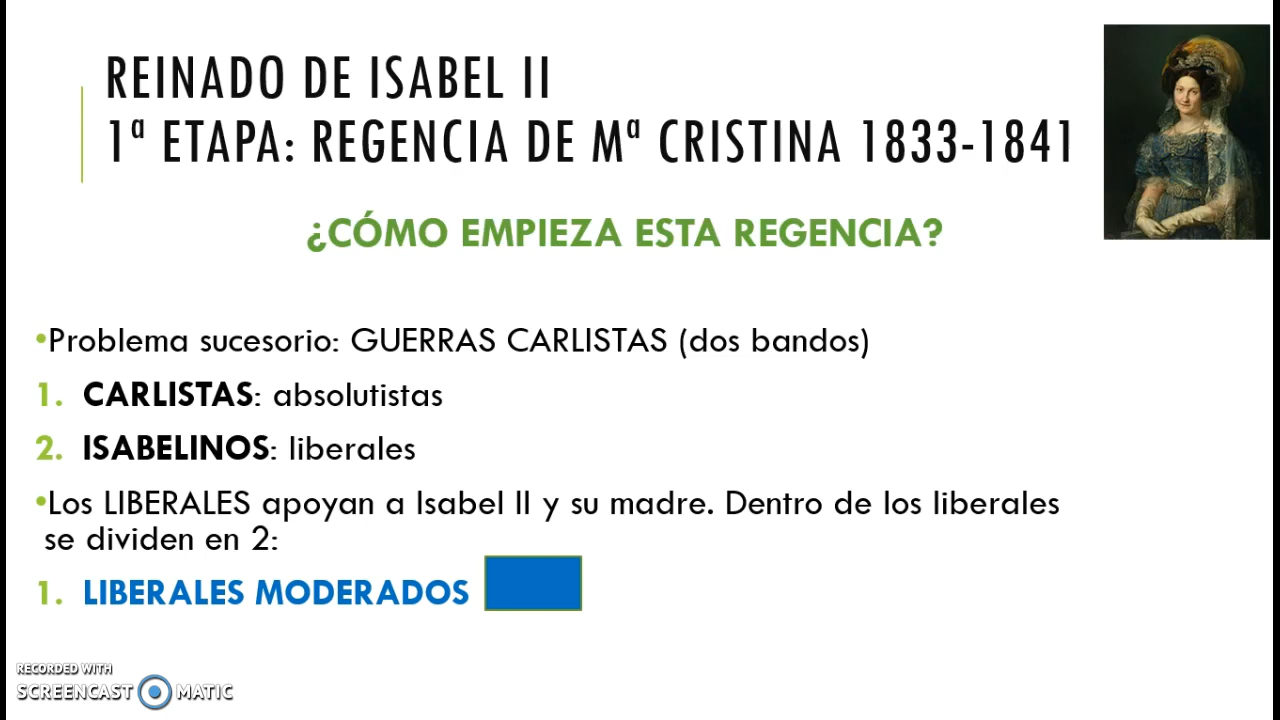 REINADO DE ISABEL II
1ª ETAPA: REGENCIA DE Mª CRISTINA 1833-1841
¿CÓMO EMPIEZA ESTA REGENCIA?
•Problema sucesorio: GUERRAS CARLISTAS (dos bandos)
1. CARLISTAS: absolutistas
2. ISABELINOS: liberales
•Los LIBERALES apoyan a Isabel II y su madre. Dentro de los liberales
se dividen en 2:
1. LIBERALES MODERADOS
RECORDED WITH
SCREENCAST MATIC